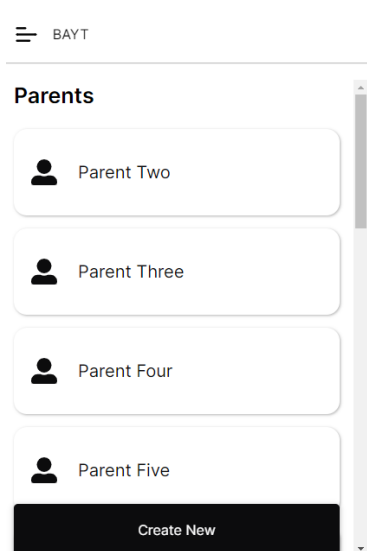 BAYT
Parents
Parent Two
Parent Three
Parent Four
Parent Five
Create New